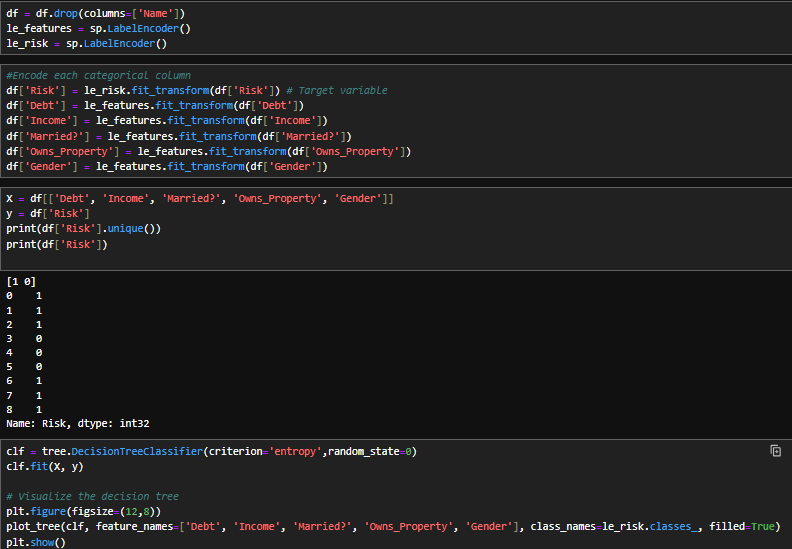 df = df.drop(columns=['Name'])
le_features = sp.LabelEncoder()
le_risk = sp.LabelEncoder()
#Encode each categorical column
df['Risk'] = le_risk.fit_transform(df['Risk']) # Target variable
df['Debt'] = le_features.fit_transform(df['Debt'])
df['Income'] = le_features.fit_transform(df['Income'])
df['Married?'] = le_features.fit_transform(df['Married?'])
df['Owns_Property'] = le_features.fit_transform(df['Owns_Property'])
df['Gender'] = le_features.fit_transform(df['Gender'])
X = df[['Debt', 'Income', 'Married?', 'Owns_Property', 'Gender']]
y = df['Risk']
print(df['Risk'].unique())
print(df['Risk'])
[1 0]
0    1
1    1
2    1
3    0
4    0
5    0
6    1
7    1
8    1
Name: Risk, dtype: int32
clf = tree.DecisionTreeClassifier(criterion='entropy',random_state=0)
clf.fit(X, y)
# Visualize the decision tree
plt.figure(figsize=(12,8))
plot_tree(clf, feature_names=['Debt', 'Income', 'Married?', 'Owns_Property', 'Gender'], class_names=le_risk.classes_, filled=True)
plt.show()